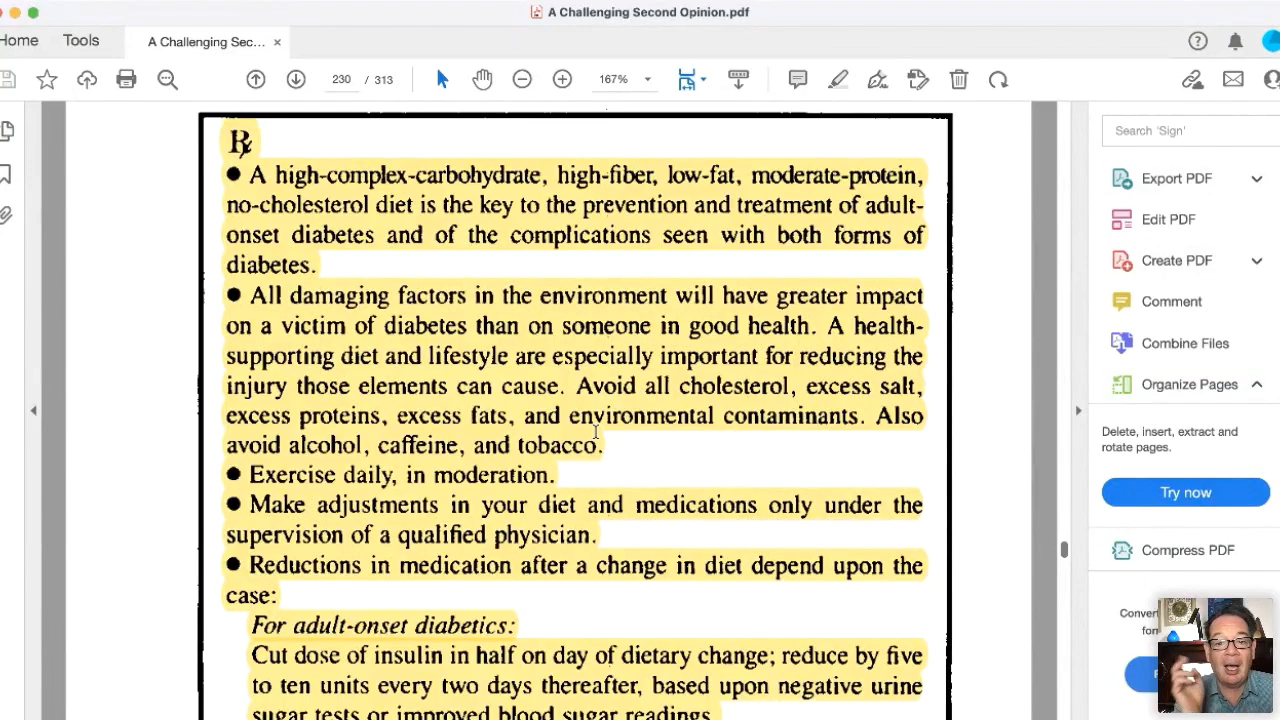 A Challenging Second Opinion.pdf
Home Tools A Challenging Sec... ×
230 / 313 167%
℞
● A high-complex-carbohydrate, high-fiber, low-fat, moderate-protein,
no-cholesterol diet is the key to the prevention and treatment of adult-
onset diabetes and of the complications seen with both forms of
diabetes.
● All damaging factors in the environment will have greater impact
on a victim of diabetes than on someone in good health. A health-
supporting diet and lifestyle are especially important for reducing the
injury those elements can cause. Avoid all cholesterol, excess salt,
excess proteins, excess fats, and environmental contaminants. Also
avoid alcohol, caffeine, and tobacco.
● Exercise daily, in moderation.
● Make adjustments in your diet and medications only under the
supervision of a qualified physician.
● Reductions in medication after a change in diet depend upon the
case:
For adult-onset diabetics:
Cut dose of insulin in half on day of dietary change; reduce by five
to ten units every two days thereafter, based upon negative urine
sugar tests or improved blood sugar readings.
Search 'Sign'
Export PDF
Edit PDF
Create PDF
Comment
Combine Files
Organize Pages
Delete, insert, extract and
rotate pages.
Try now
Compress PDF